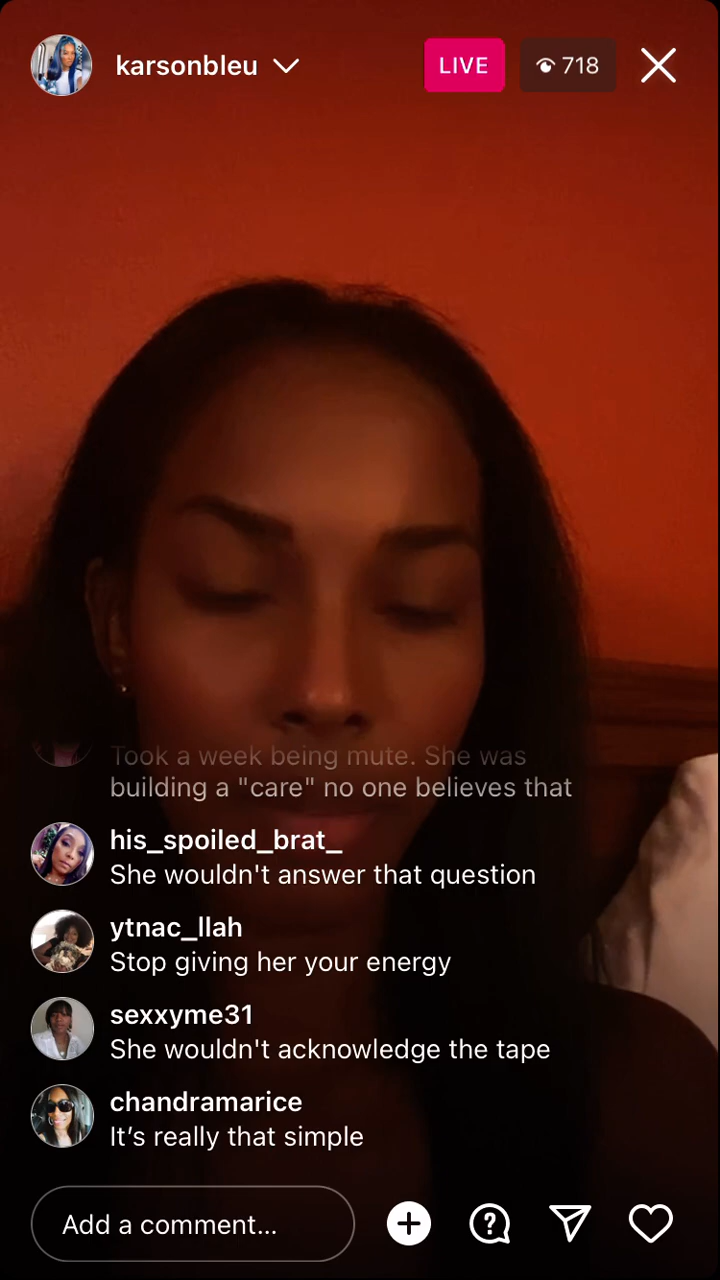 karsonbleu
LIVE
718
Took a week being mute. She was
building a "care" no one believes that
his_spoiled_brat_
She wouldn't answer that question
ytnac_llah
Stop giving her your energy
sexxyme31
She wouldn't acknowledge the tape
chandramarice
It’s really that simple
Add a comment...